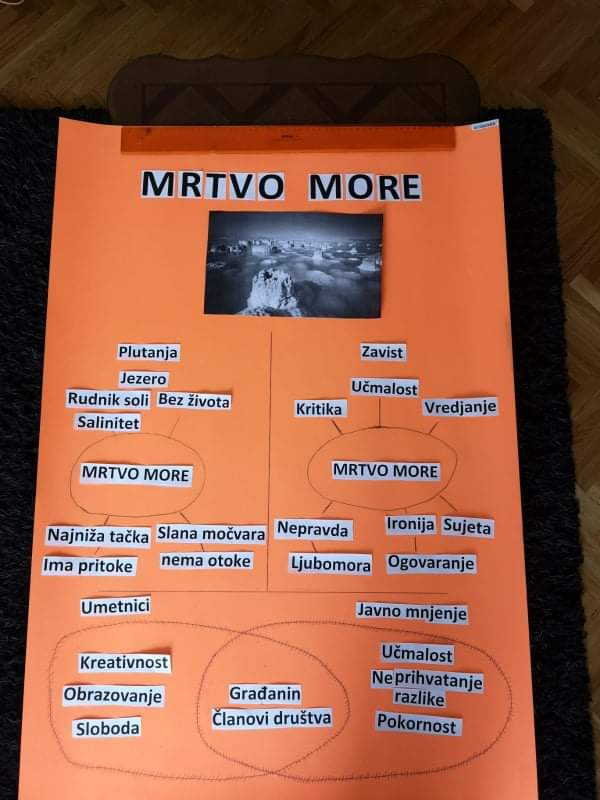 MRTVO MORE
Plutanja
Jezero
Rudnik soli
Bez života
Salinitet
MRTVO MORE
Najniža tačka
Slana močvara
Ima pritoke
nema otoke
Zavist
Učmalost
Kritika
Vredjanje
MRTVO MORE
Nepravda
Ironija
Sujeta
Ljubomora
Ogovaranje
Umetnici
Kreativnost
Obrazovanje
Sloboda
Građanin
Članovi društva
Javno mnjenje
Učmalost
Neprihvatanje
razlike
Pokornost